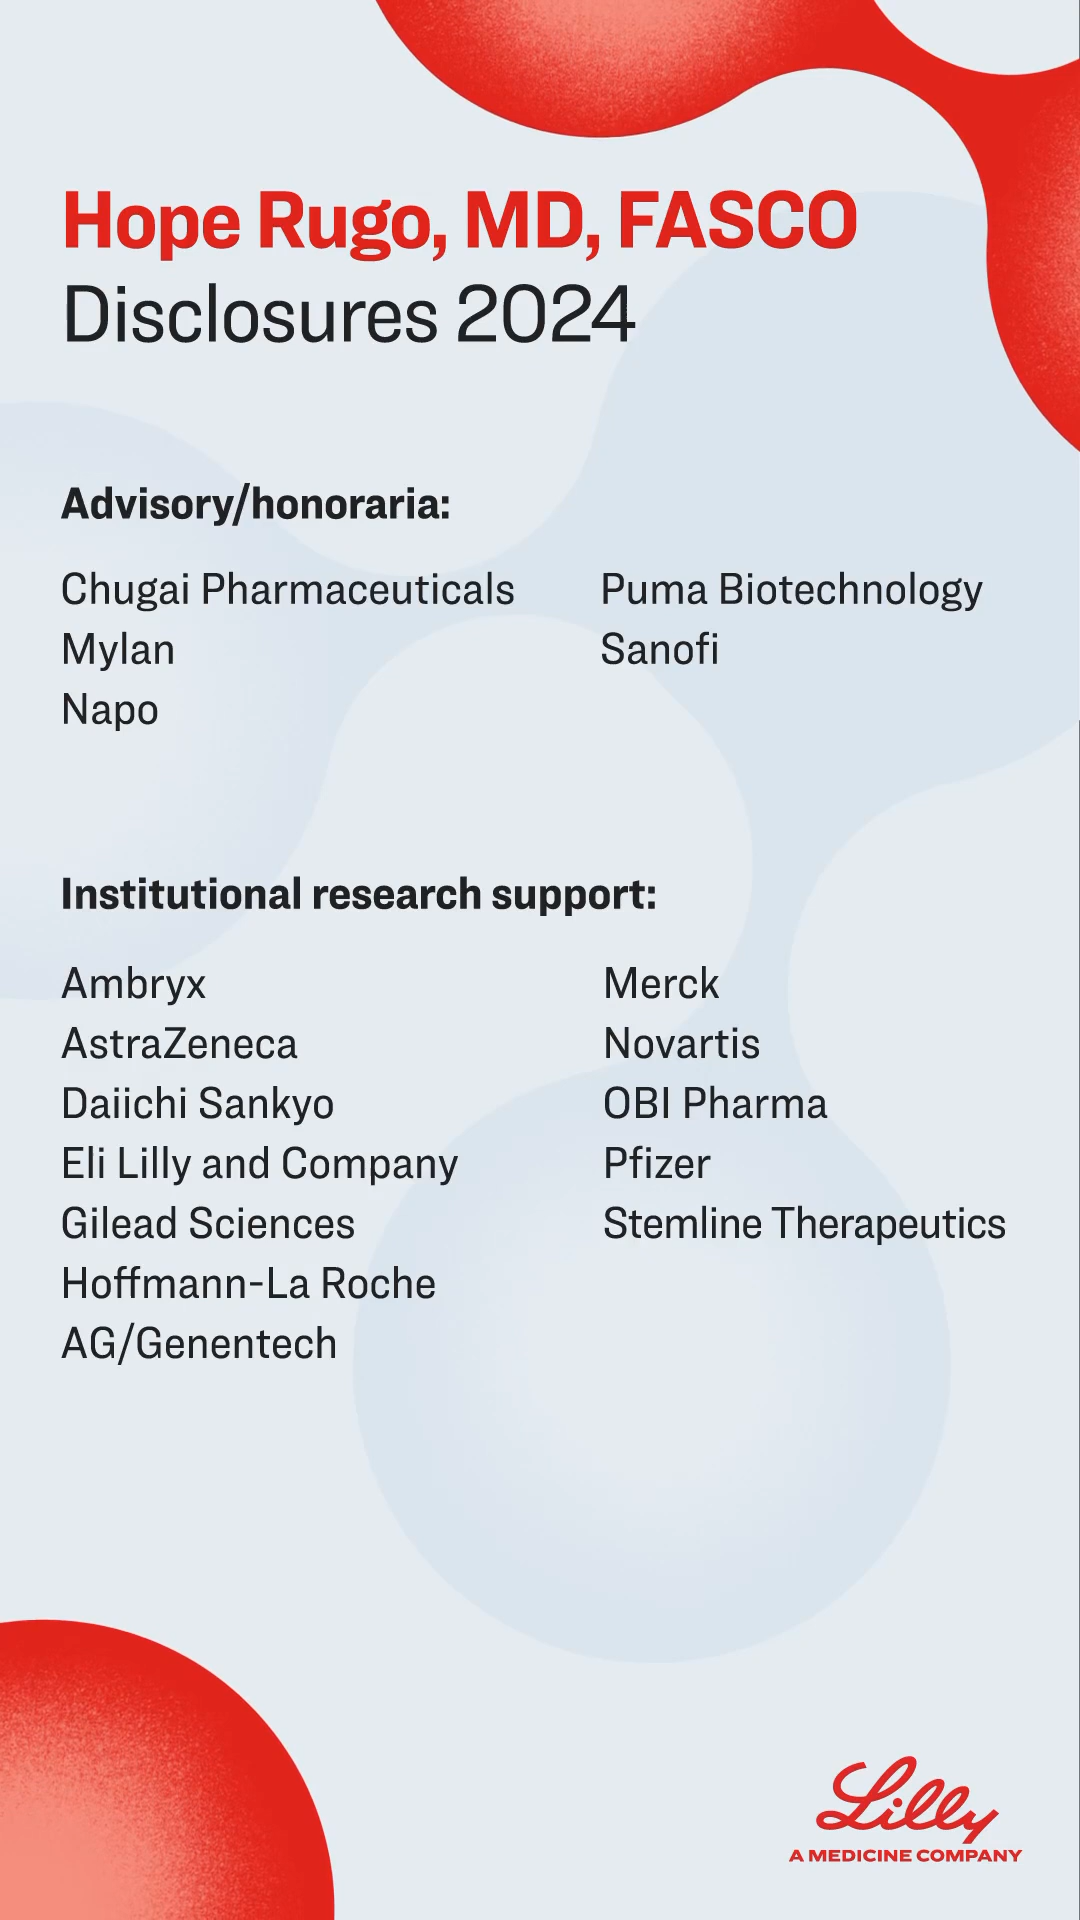 Hope Rugo, MD, FASCO
Disclosures 2024
Advisory/honoraria:
Chugai Pharmaceuticals
Mylan
Napo
Puma Biotechnology
Sanofi
Institutional research support:
Ambryx
AstraZeneca
Daiichi Sankyo
Eli Lilly and Company
Gilead Sciences
Hoffmann-La Roche
AG/Genentech
Merck
Novartis
OBI Pharma
Pfizer
Stemline Therapeutics
Lilly
A MEDICINE COMPANY